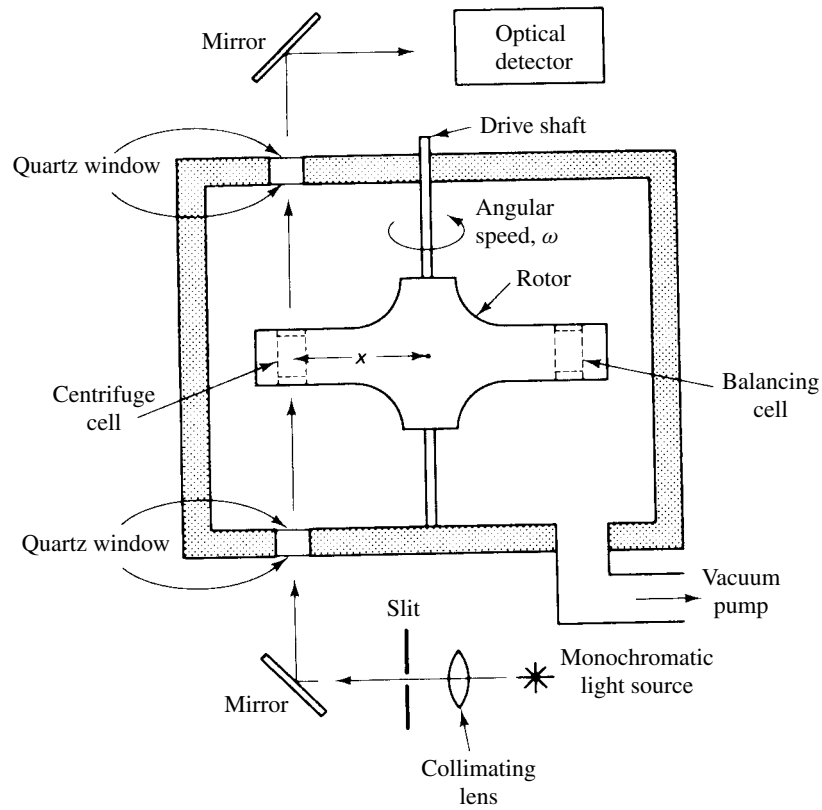 Mirror
Optical
detector
Drive shaft
Quartz window
Angular
speed, ω
Rotor
x
Centrifuge
cell
Balancing
cell
Quartz window
Vacuum
pump
Slit
Monochromatic
light source
Mirror
Collimating
lens